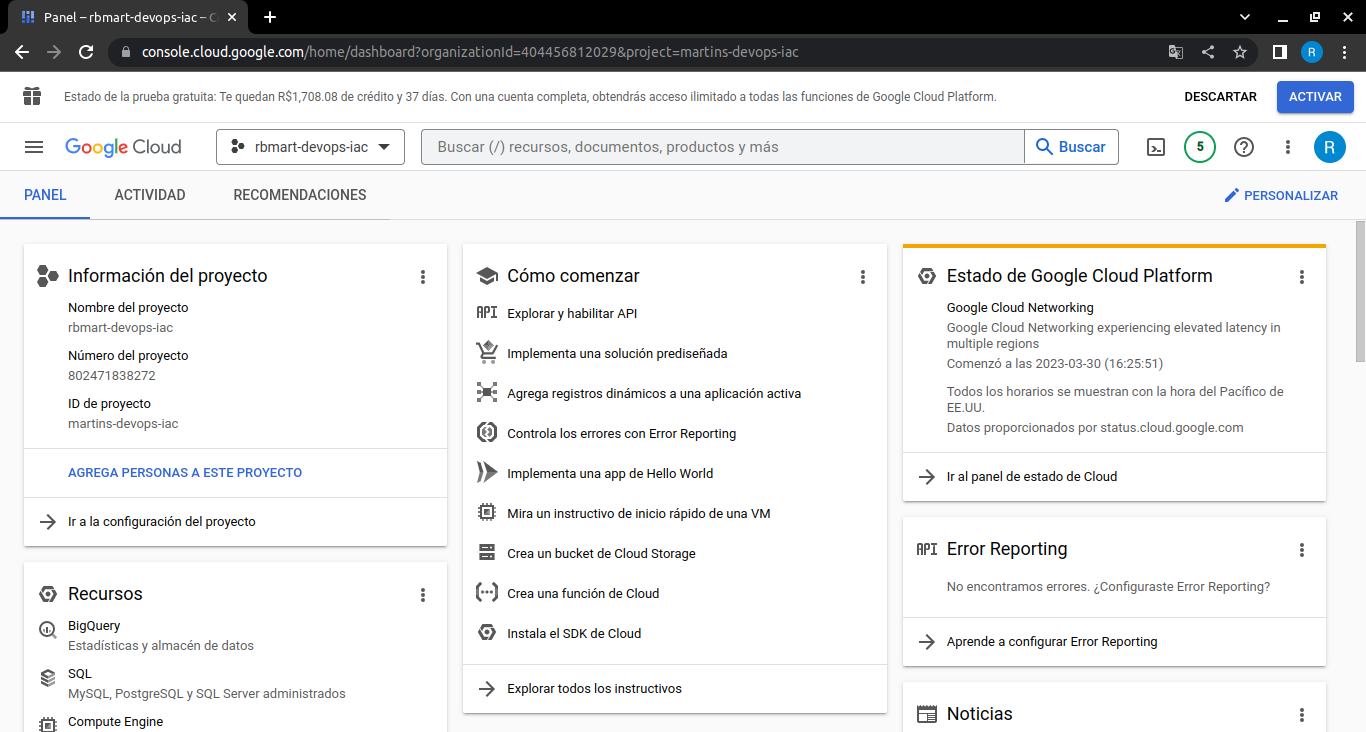 Panel – rbmart-devops-iac – C
console.cloud.google.com/home/dashboard?organizationId=404456812029&project=martins-devops-iac
R
Estado de la prueba gratuita: Te quedan R$1,708.08 de crédito y 37 días. Con una cuenta completa, obtendrás acceso ilimitado a todas las funciones de Google Cloud Platform.
DESCARTAR
ACTIVAR
Google Cloud
rbmart-devops-iac
Buscar (/) recursos, documentos, productos y más
Buscar
5
R
PANEL
ACTIVIDAD
RECOMENDACIONES
PERSONALIZAR
Información del proyecto
Nombre del proyecto
rbmart-devops-iac
Número del proyecto
802471838272
ID de proyecto
martins-devops-iac
AGREGA PERSONAS A ESTE PROYECTO
Ir a la configuración del proyecto
Recursos
BigQuery
Estadísticas y almacén de datos
SQL
MySQL, PostgreSQL y SQL Server administrados
Compute Engine
Cómo comenzar
API
Explorar y habilitar API
Implementa una solución prediseñada
Agrega registros dinámicos a una aplicación activa
Controla los errores con Error Reporting
Implementa una app de Hello World
Mira un instructivo de inicio rápido de una VM
Crea un bucket de Cloud Storage
Crea una función de Cloud
Instala el SDK de Cloud
Explorar todos los instructivos
Estado de Google Cloud Platform
Google Cloud Networking
Google Cloud Networking experiencing elevated latency in
multiple regions
Comenzó a las 2023-03-30 (16:25:51)
Todos los horarios se muestran con la hora del Pacífico de
EE.UU.
Datos proporcionados por status.cloud.google.com
Ir al panel de estado de Cloud
API
Error Reporting
No encontramos errores. ¿Configuraste Error Reporting?
Aprende a configurar Error Reporting
Noticias